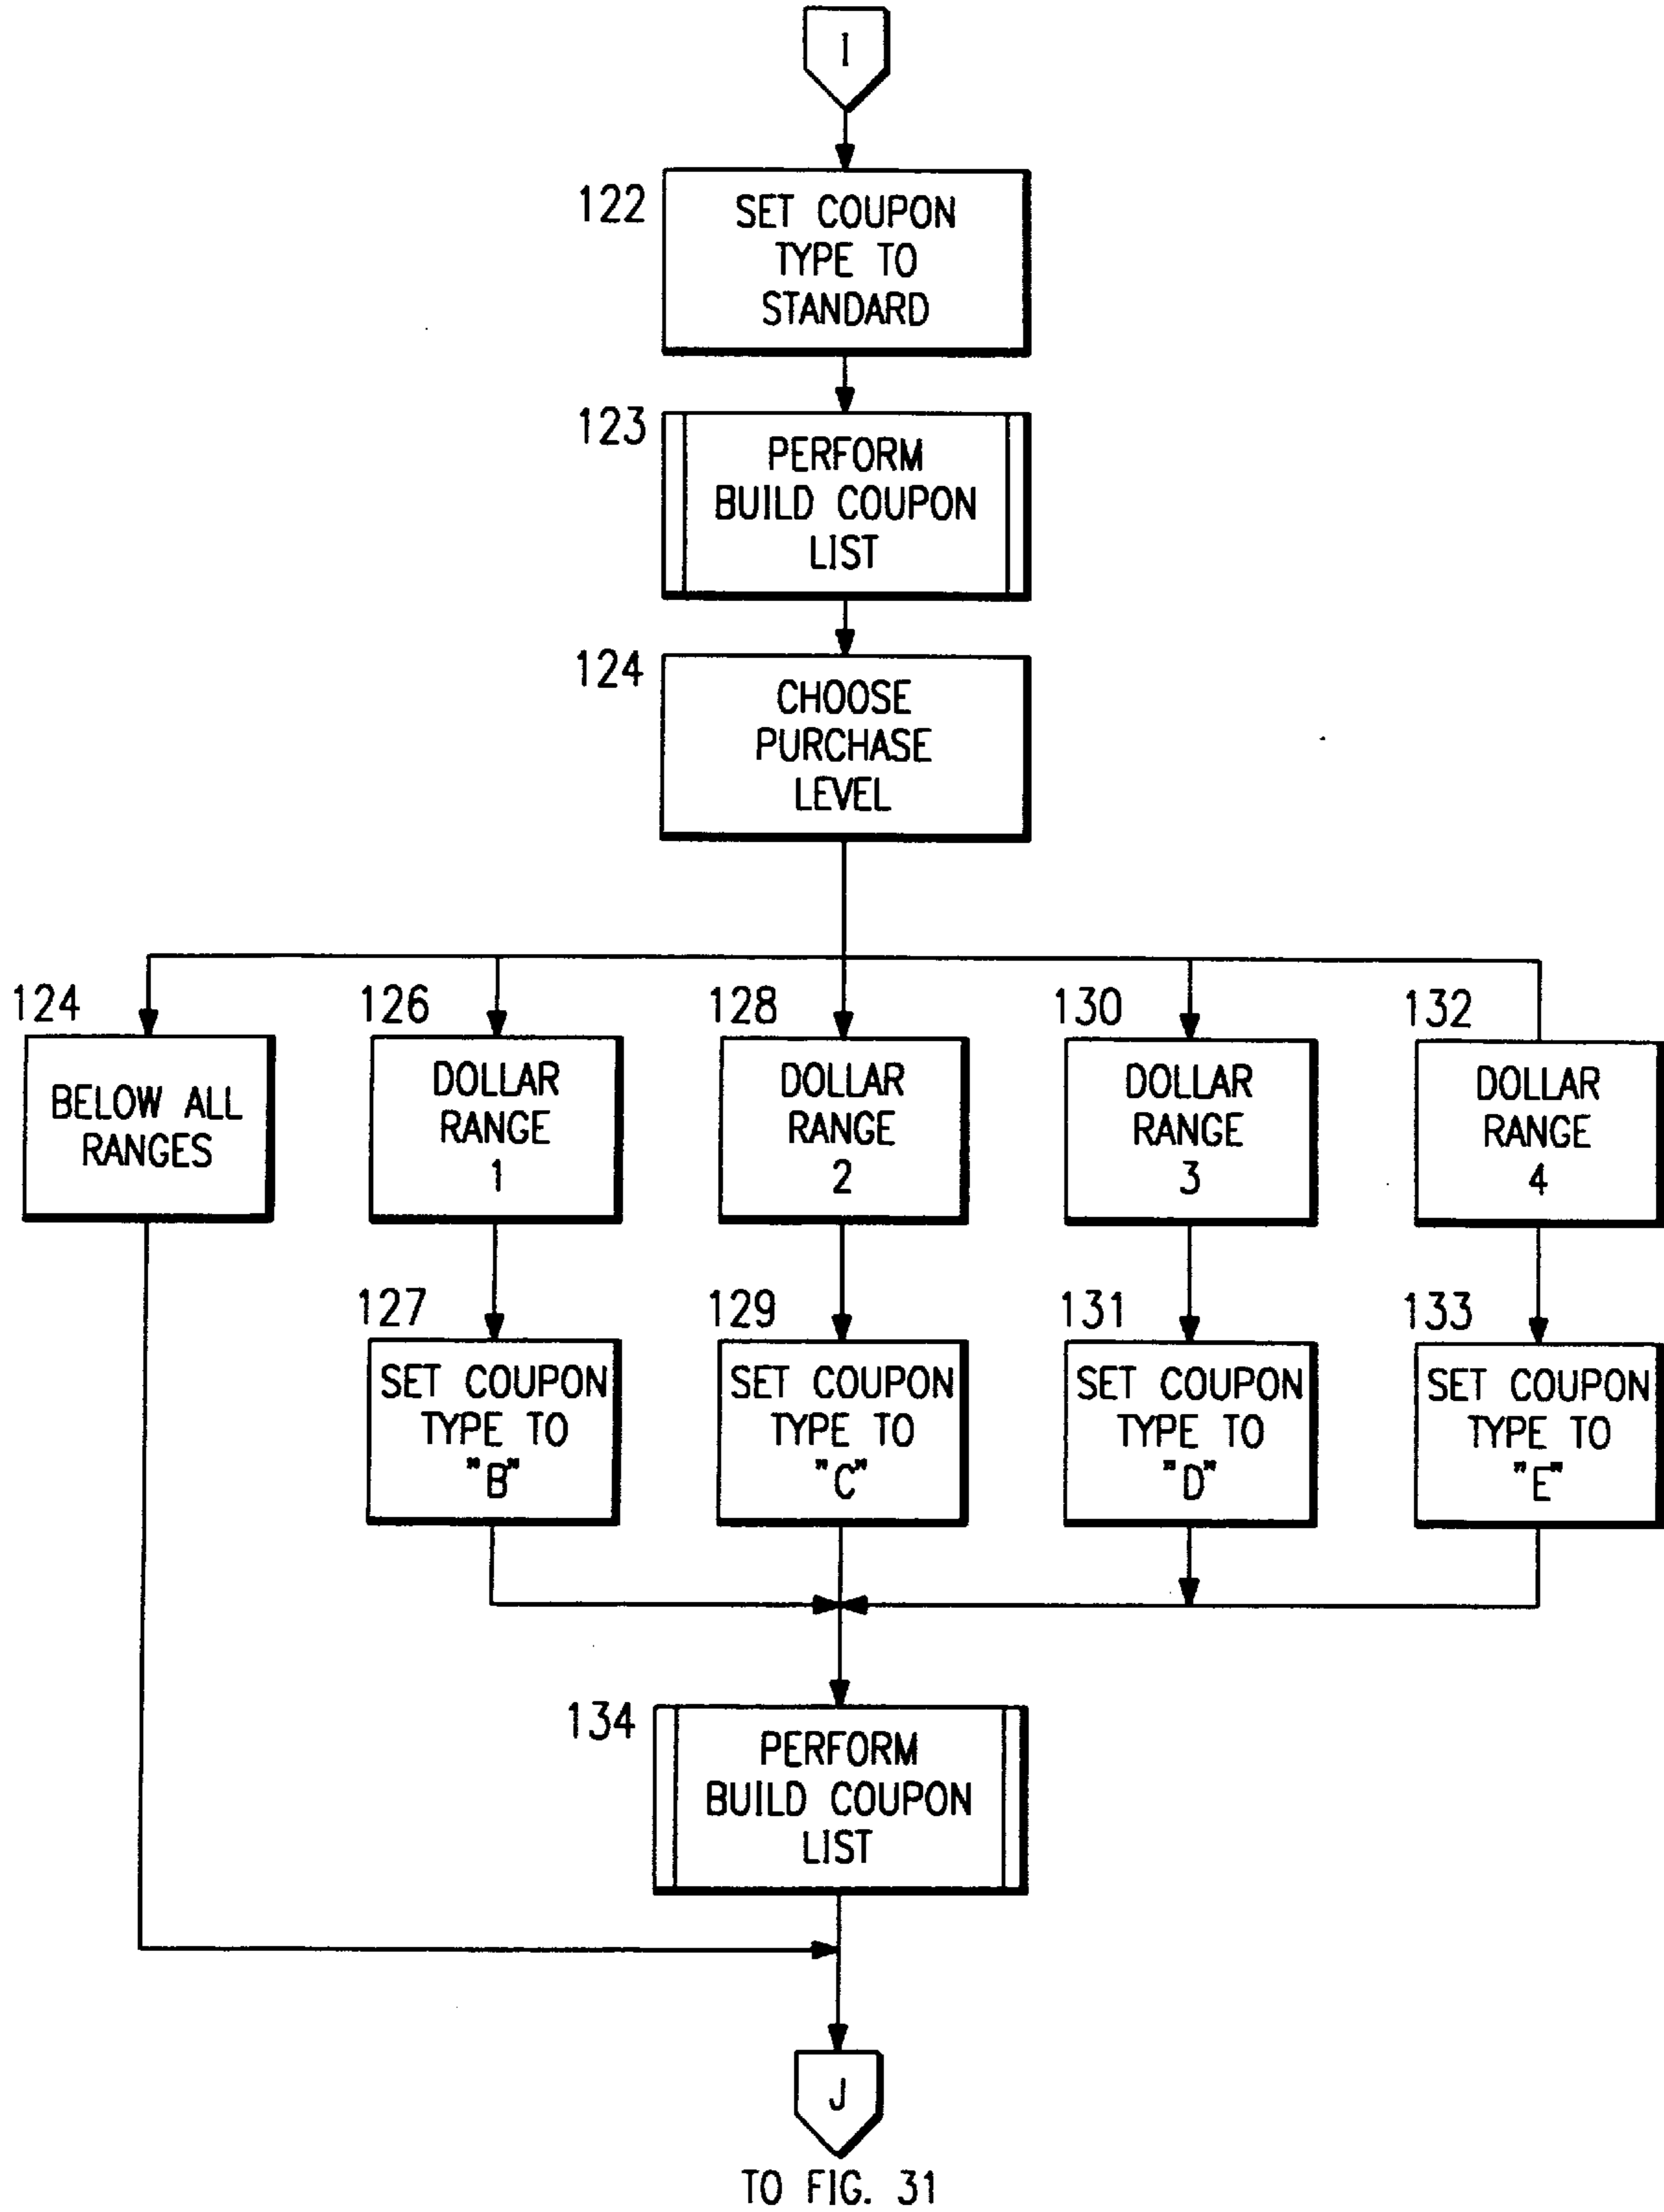 I
122
SET COUPON
TYPE TO
STANDARD
123
PERFORM
BUILD COUPON
LIST
124
CHOOSE
PURCHASE
LEVEL
124
BELOW ALL
RANGES
126
DOLLAR
RANGE
1
128
DOLLAR
RANGE
2
130
DOLLAR
RANGE
3
132
DOLLAR
RANGE
4
127
SET COUPON
TYPE TO
"B"
129
SET COUPON
TYPE TO
"C"
131
SET COUPON
TYPE TO
"D"
133
SET COUPON
TYPE TO
"E"
134
PERFORM
BUILD COUPON
LIST
J
TO FIG. 31